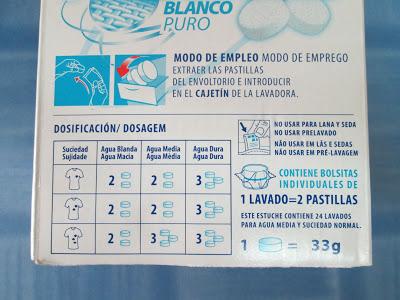 BLANCO
PURO
MODO DE EMPLEO MODO DE EMPREGO
EXTRAER LAS PASTILLAS
DEL ENVOLTORIO E INTRODUCIR
EN EL CAJETÍN DE LA LAVADORA.
DOSIFICACIÓN/ DOSAGEM
Suciedad Agua Blanda Agua Media Agua Dura
Sujidade Agua Macia Agua Média Agua Dura
2 2 3
2 2 3
2 3 3
NO USAR PARA LANA Y SEDA
NO USAR PRELAVADO
NÃO USAR EM LÃS E SEDAS
NÃO USAR EM PRÉ-LAVAGEM
CONTIENE BOLSITAS
INDIVIDUALES DE
1 LAVADO=2 PASTILLAS
ESTE ESTUCHE CONTIENE 24 LAVADOS
PARA AGUA MEDIA Y SUCIEDAD NORMAL.
1 = 33g